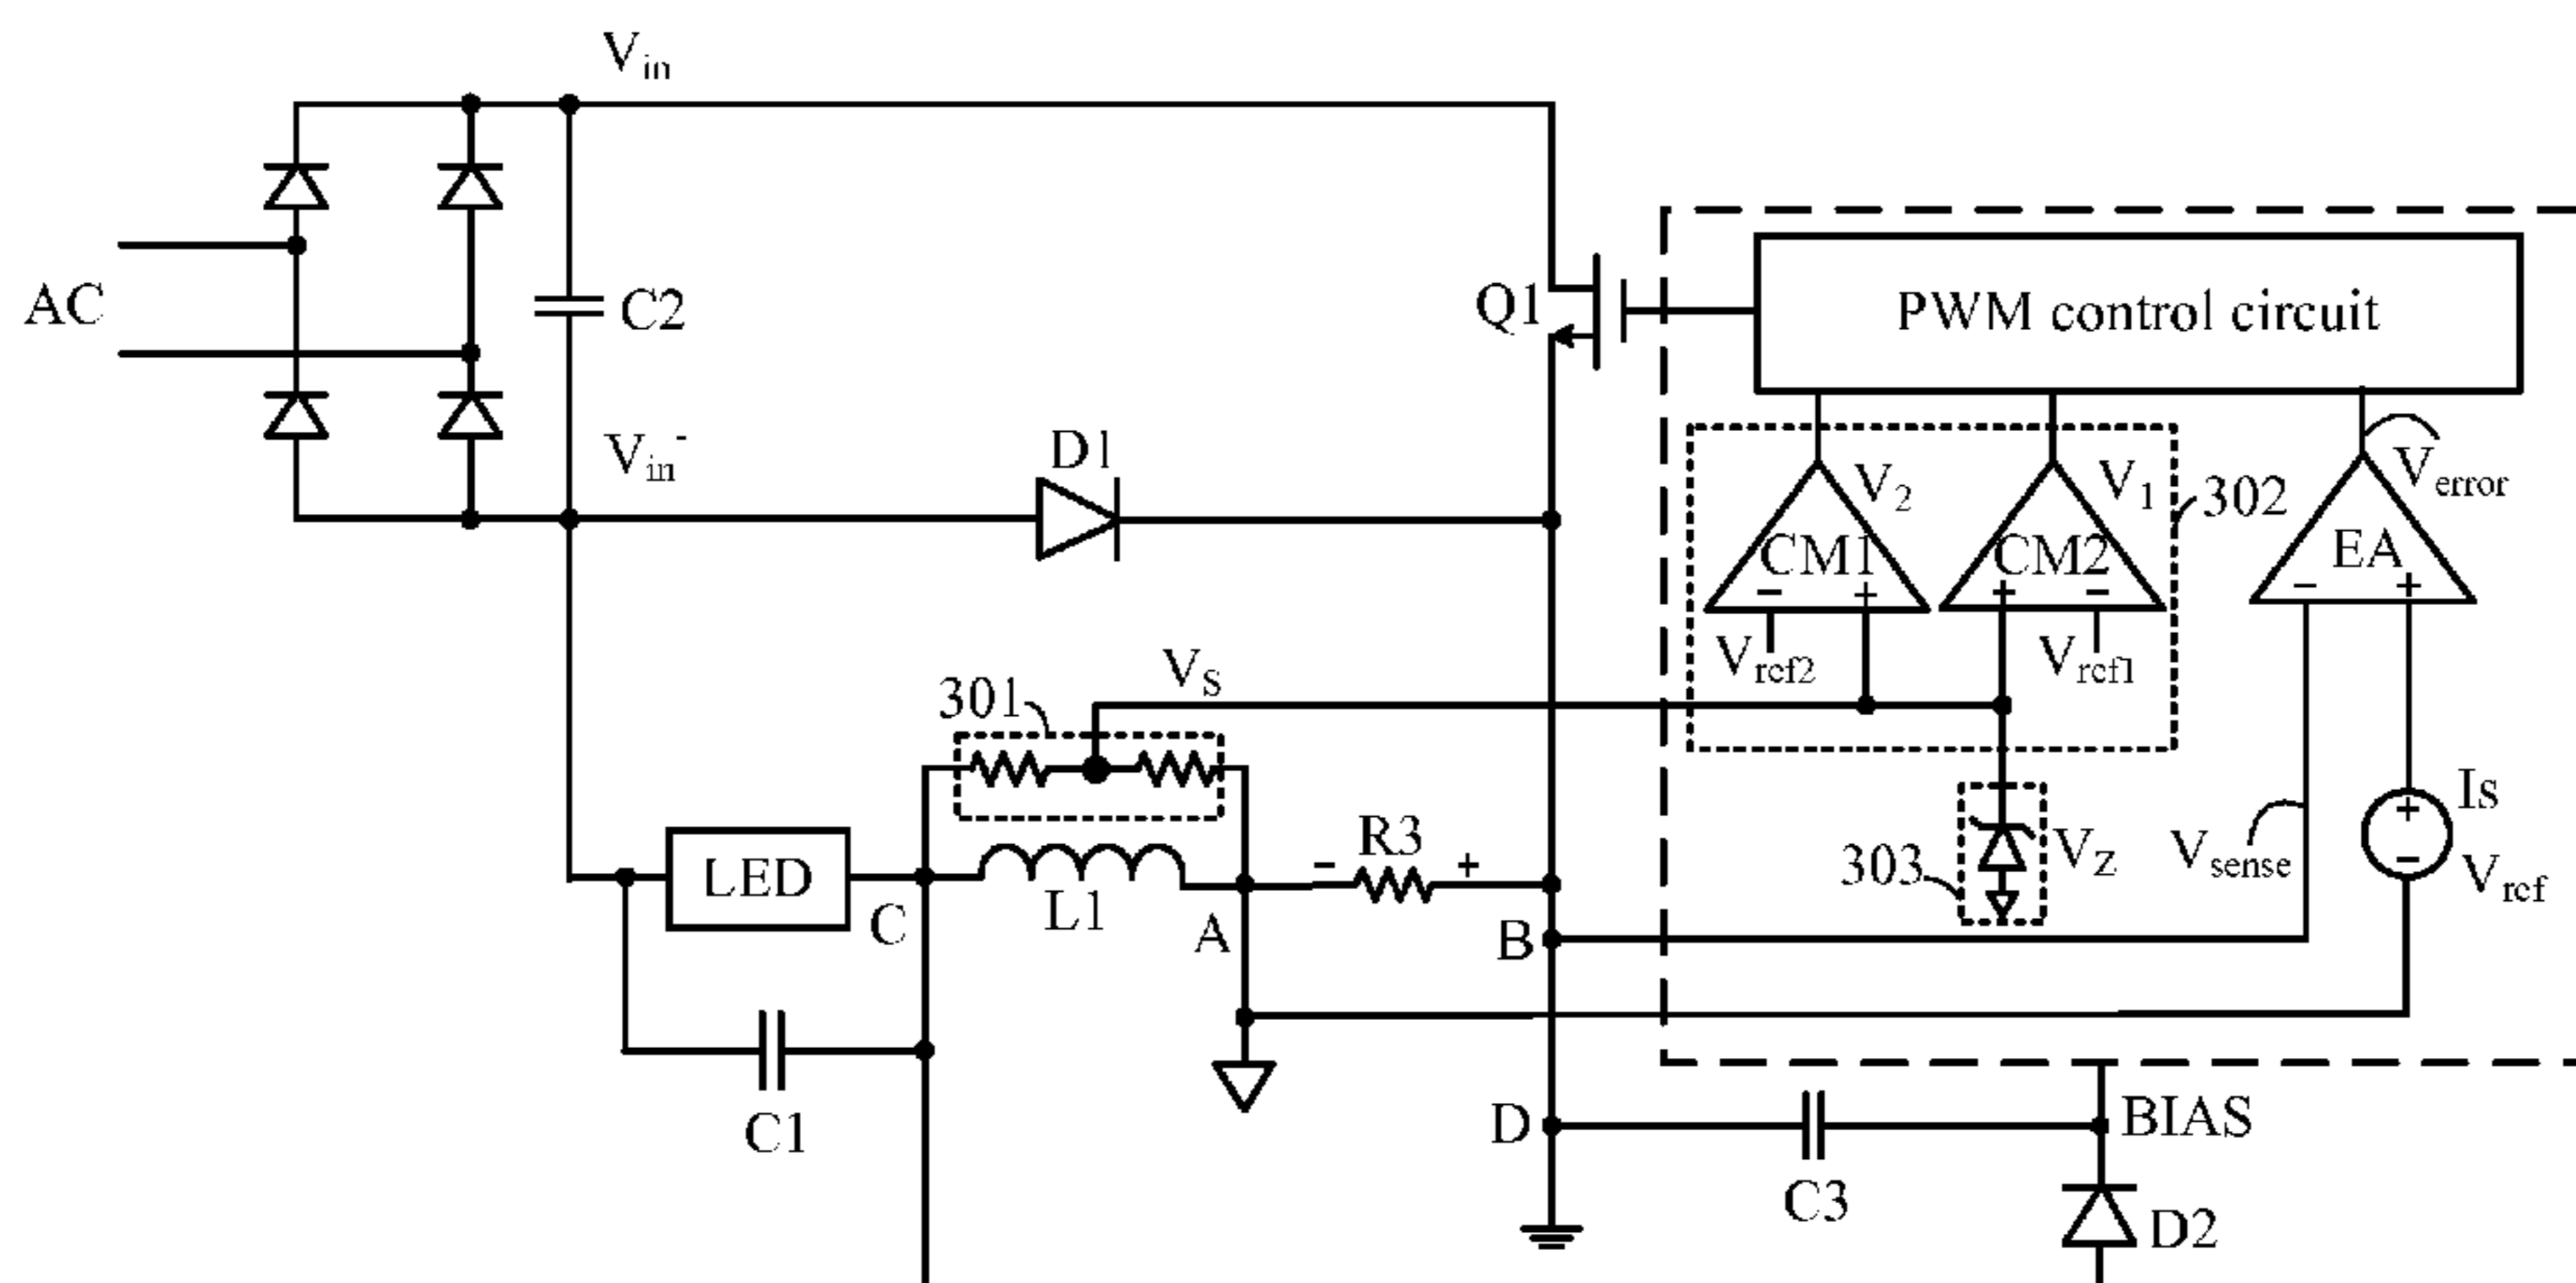 Vin
AC
C2
Q1
PWM control circuit
Vin-
D1
V2
V1
302
Verror
CM1
CM2
EA
- +
+ -
- +
Vref2
Vref1
VS
301
Is
+
-
Vref
LED
C
L1
A
- R3 +
B
303
VZ
Vsense
C1
D
C3
BIAS
D2